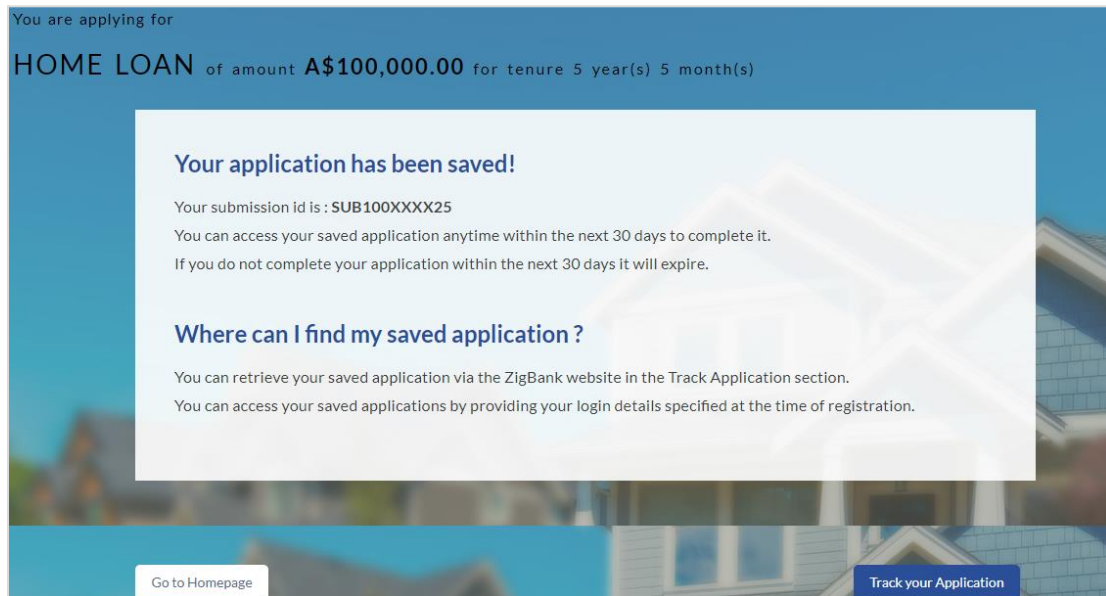 You are applying for
HOME LOAN of amount A$100,000.00 for tenure 5 year(s) 5 month(s)
Your application has been saved!
Your submission id is : SUB100XXXX25
You can access your saved application anytime within the next 30 days to complete it.
If you do not complete your application within the next 30 days it will expire.
Where can I find my saved application ?
You can retrieve your saved application via the ZigBank website in the Track Application section.
You can access your saved applications by providing your login details specified at the time of registration.
Go to Homepage
Track your Application